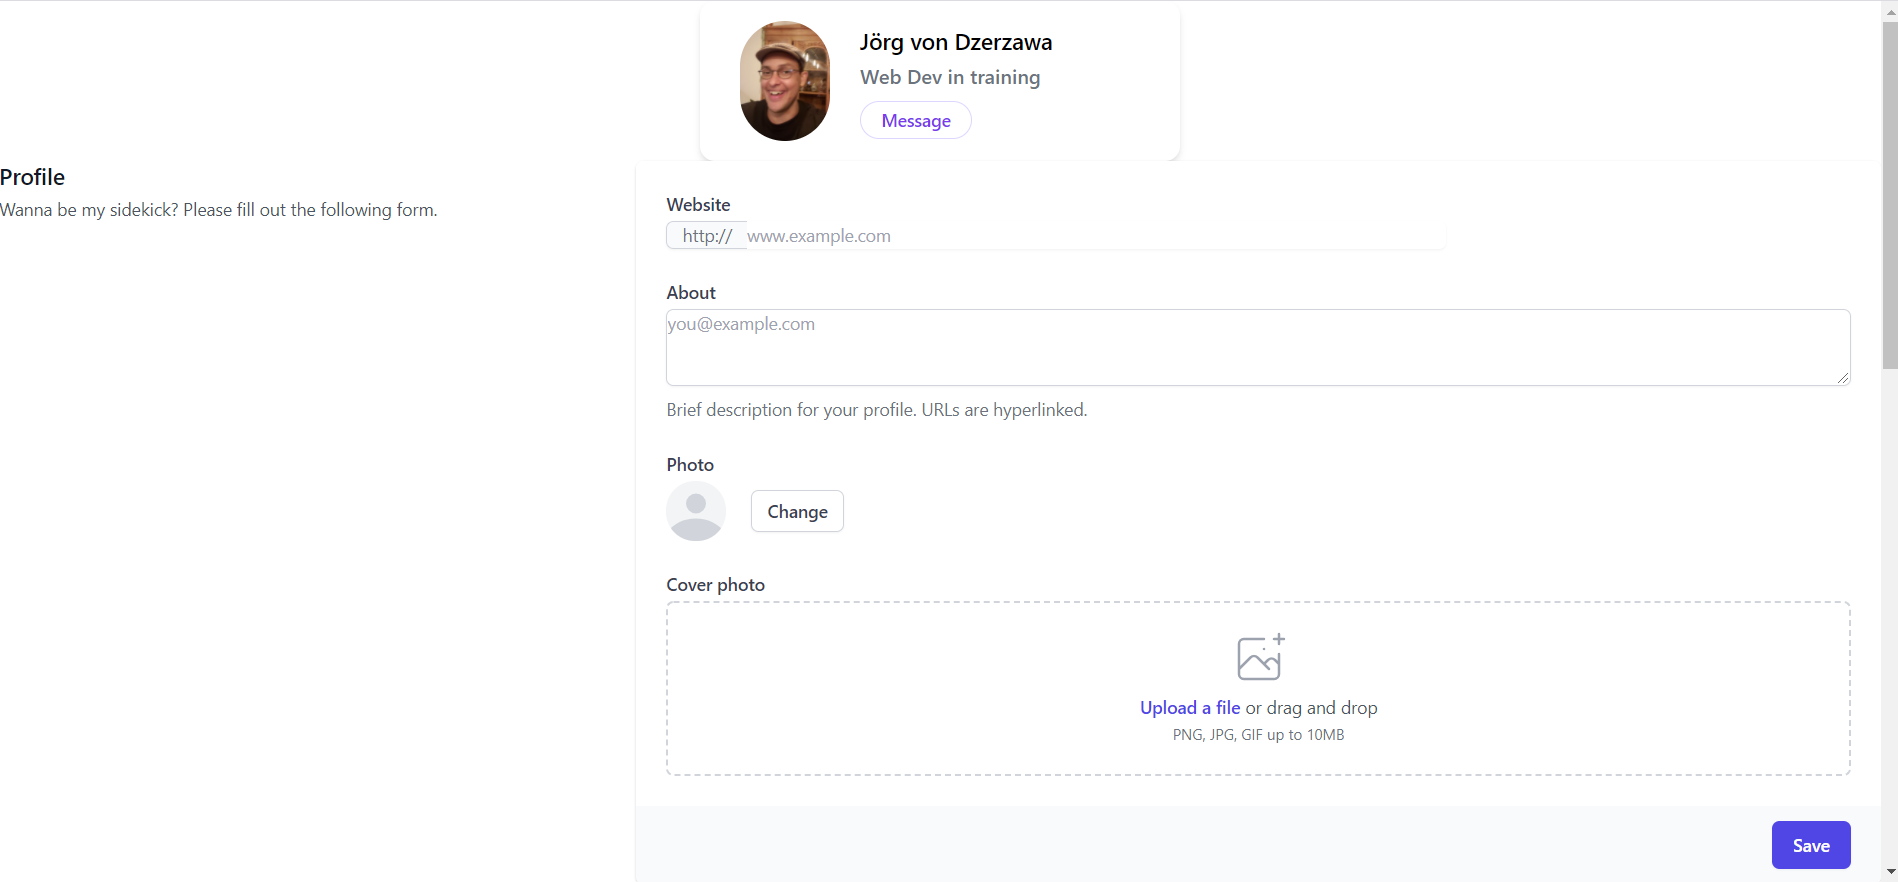 Jörg von Dzerzawa
Web Dev in training
Message
Profile
Wanna be my sidekick? Please fill out the following form.
Website
http:// www.example.com
About
you@example.com
Brief description for your profile. URLs are hyperlinked.
Photo
Change
Cover photo
Upload a file or drag and drop
PNG, JPG, GIF up to 10MB
Save